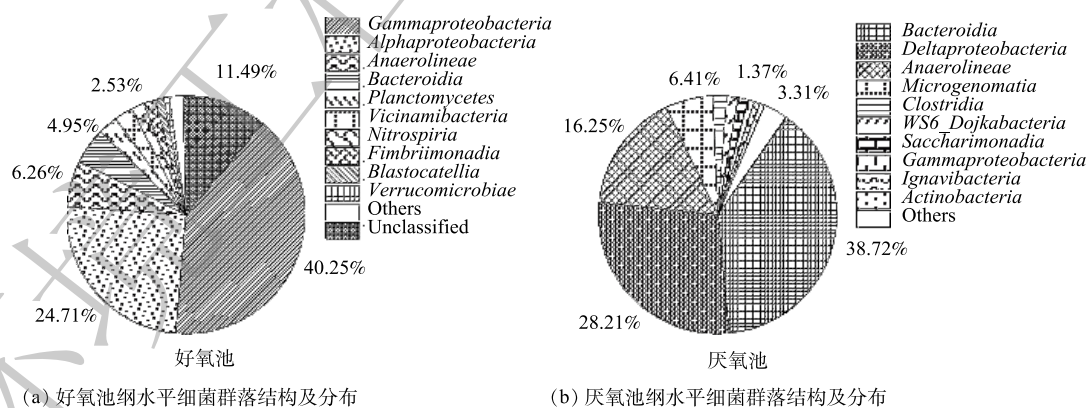 Gammaproteobacteria
Alphaproteobacteria
Anaerolineae
Bacteroidia
Planctomycetes
Vicinamibacteria
Nitrospiria
Fimbriimonadia
Blastocatellia
Verrucomicrobiae
Others
Unclassified
2.53%
11.49%
4.95%
6.26%
40.25%
24.71%
好氧池
(a) 好氧池纲水平细菌群落结构及分布
Bacteroidia
Deltaproteobacteria
Anaerolineae
Microgenomatia
Clostridia
WS6_Dojkabacteria
Saccharimonadia
Gammaproteobacteria
Ignavibacteria
Actinobacteria
Others
6.41%
1.37%
3.31%
16.25%
38.72%
28.21%
厌氧池
(b) 厌氧池纲水平细菌群落结构及分布